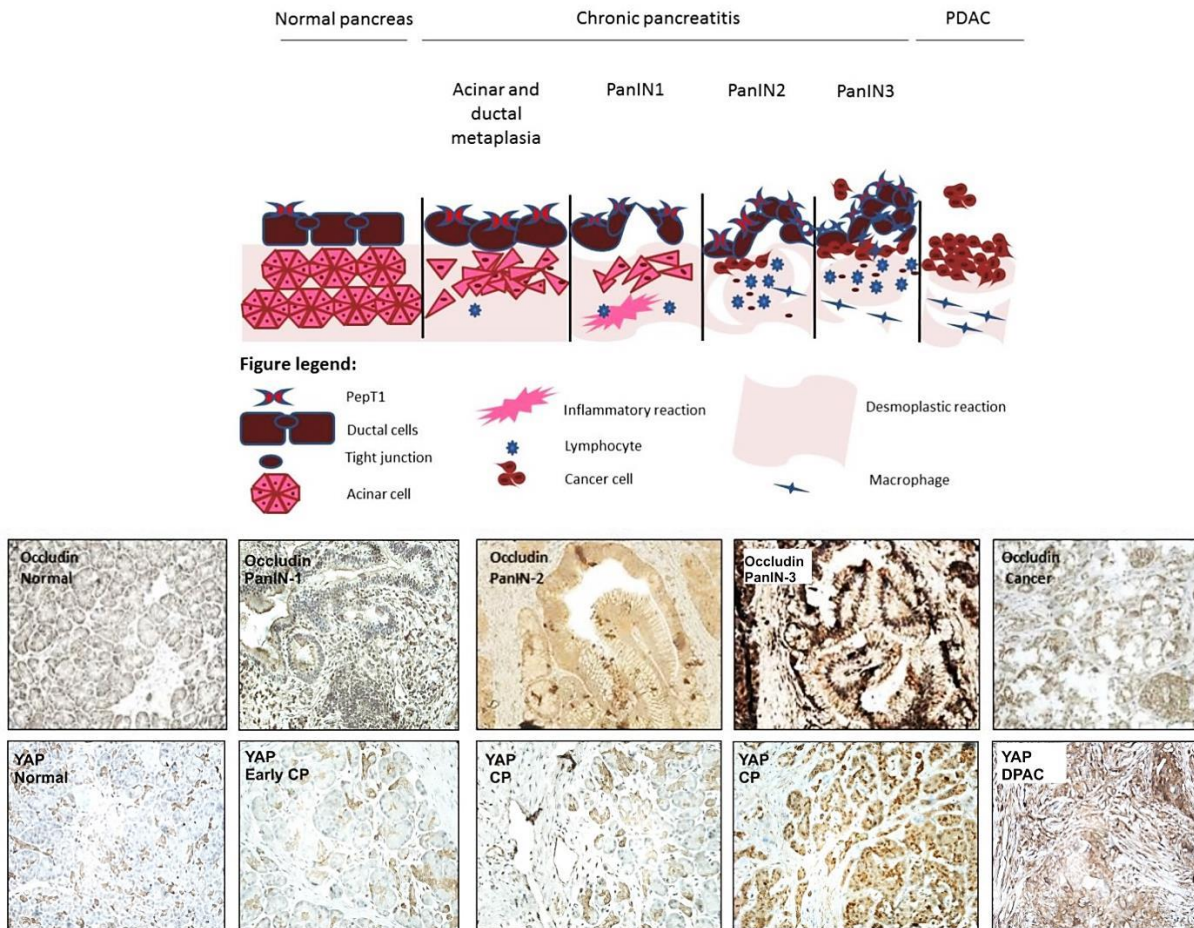 Normal pancreas
Chronic pancreatitis
PDAC
Acinar and
ductal
metaplasia
PanIN1
PanIN2
PanIN3
Figure legend:
PepT1
Ductal cells
Tight junction
Acinar cell
Inflammatory reaction
Lymphocyte
Cancer cell
Desmoplastic reaction
Macrophage
Occludin
Normal
Occludin
PanIN-1
Occludin
PanIN-2
Occludin
PanIN-3
Occludin
Cancer
YAP
Normal
YAP
Early CP
YAP
CP
YAP
CP
YAP
DPAC